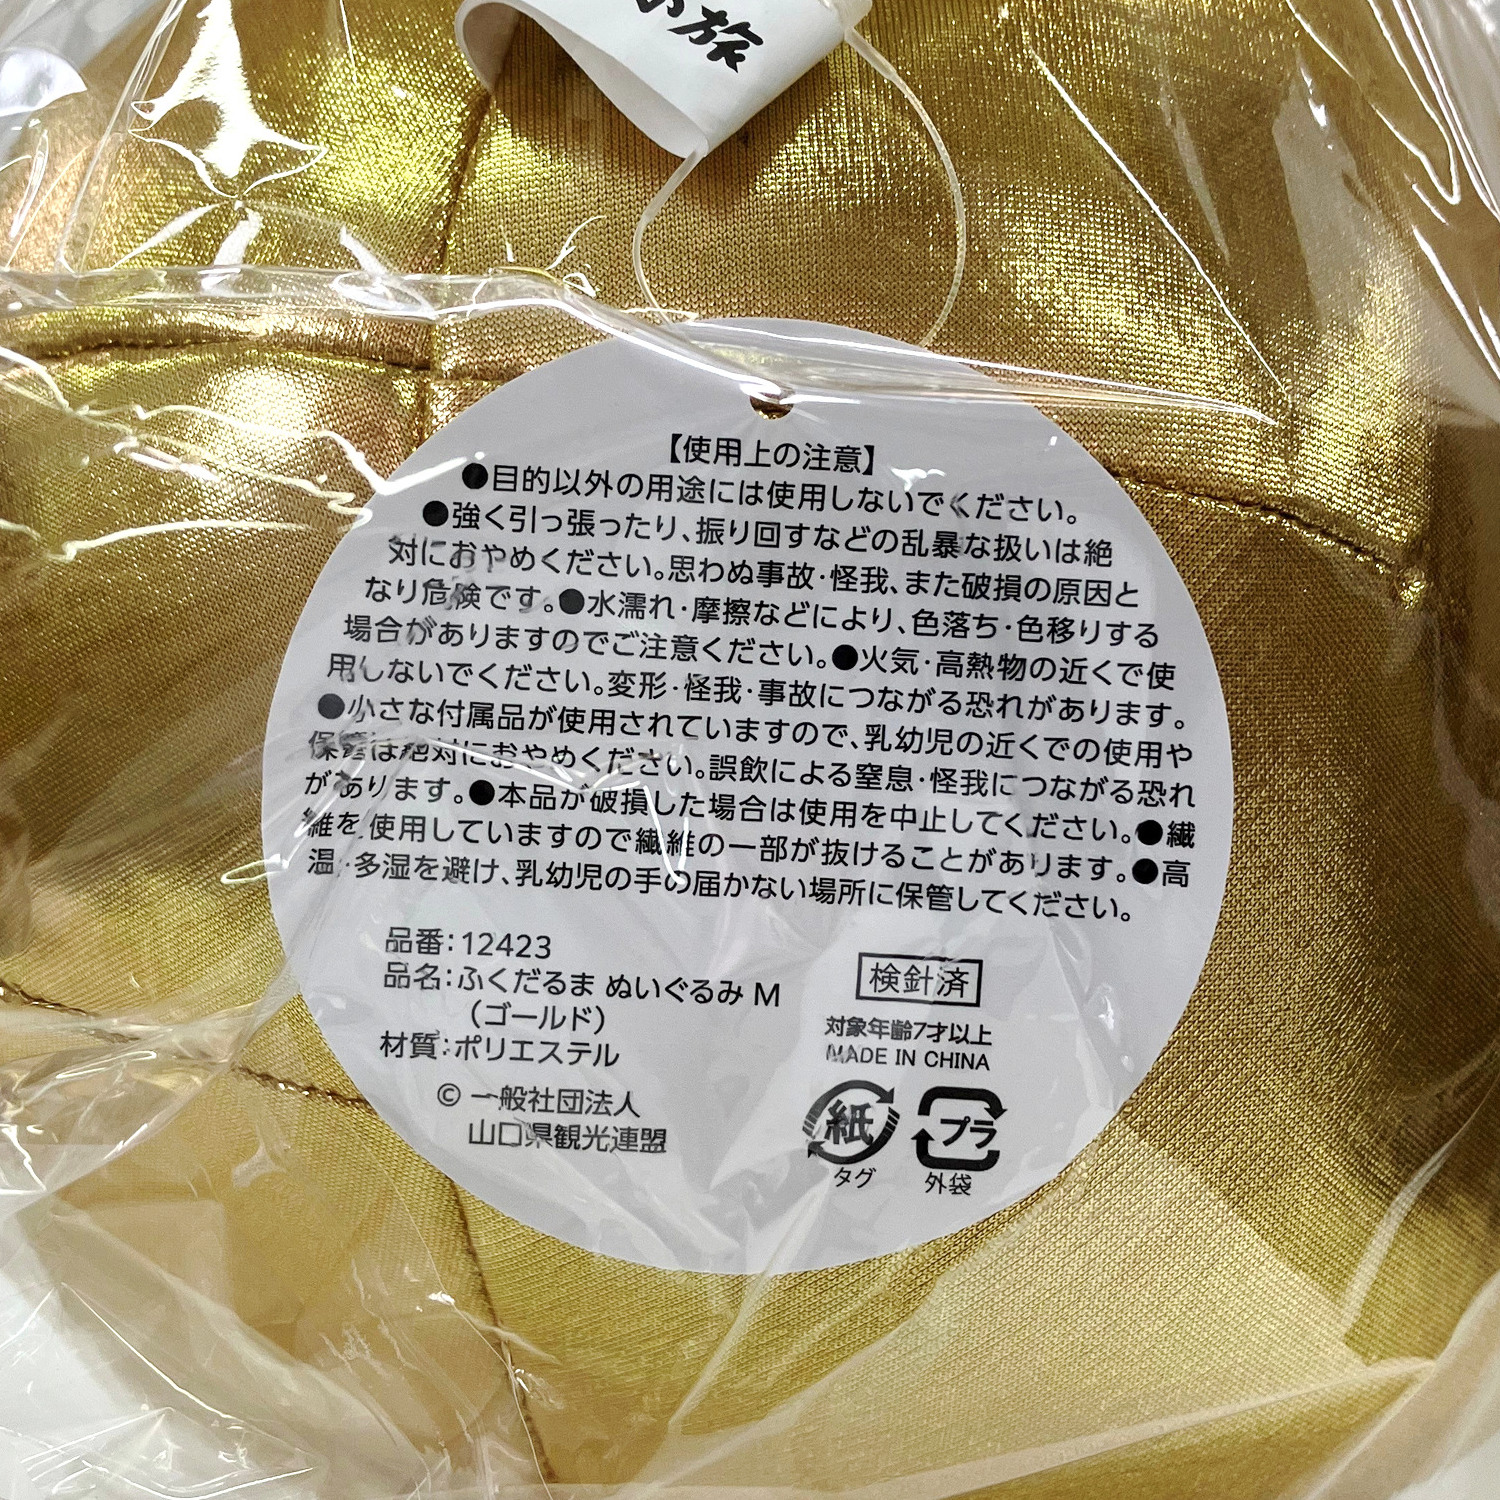 い旅
【使用上の注意】
●目的以外の用途には使用しないでください。
●強く引っ張ったり、振り回すなどの乱暴な扱いは絶
対におやめください。思わぬ事故・怪我、また破損の原因と
なり危険です。●水濡れ・摩擦などにより、色落ち・色移りする
場合がありますのでご注意ください。●火気・高熱物の近くで使
用しないでください。変形・怪我・事故につながる恐れがあります。
●小さな付属品が使用されていますので、乳幼児の近くでの使用や
保管は絶対におやめください。誤飲による窒息・怪我につながる恐れ
があります。●本品が破損した場合は使用を中止してください。●繊
維を使用していますので繊維の一部が抜けることがあります。●高
温・多湿を避け、乳幼児の手の届かない場所に保管してください。
品番：12423
品名：ふくだるま ぬいぐるみ M
（ゴールド）
材質：ポリエステル
© 一般社団法人
山口県観光連盟
検針済
対象年齢7才以上
MADE IN CHINA
紙
タグ
プラ
外袋